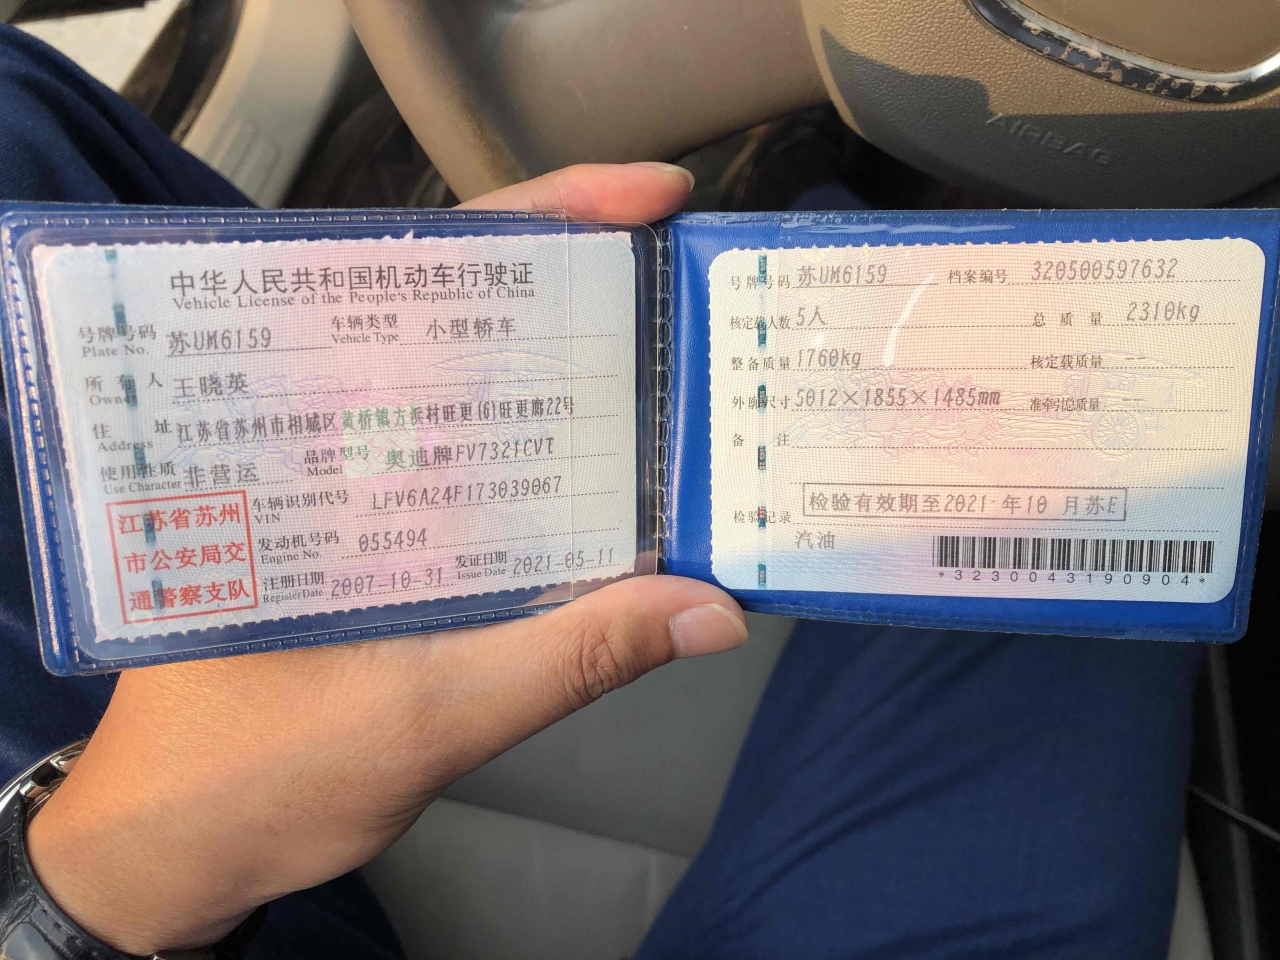 AIRBAG
中华人民共和国机动车行驶证
Vehicle License of the People's Republic of China
号牌号码 苏UM6159 车辆类型 小型轿车
Plate No. Vehicle Type
所有人 王晓英
Owner
住址 江苏省苏州市相城区黄桥镇方浜村旺更(6)旺更廊22号
Address
使用性质 非营运 品牌型号 奥迪牌FV7321CVT
Use Character Model
江苏省苏州
市公安局交
通警察支队
车辆识别代号 LFV6A24F173039067
VIN
发动机号码 055494
Engine No.
注册日期 2007-10-31 发证日期 2021-05-11
Register Date Issue Date
号牌号码 苏UM6159 档案编号 320500597632
核定载人数 5人 总质量 2310kg
整备质量 1760kg 核定载质量 --
外廓尺寸 5012×1855×1485mm 准牵引总质量 --
备注
检验记录 检验有效期至2021年10月苏E
汽油
*3230043190904*